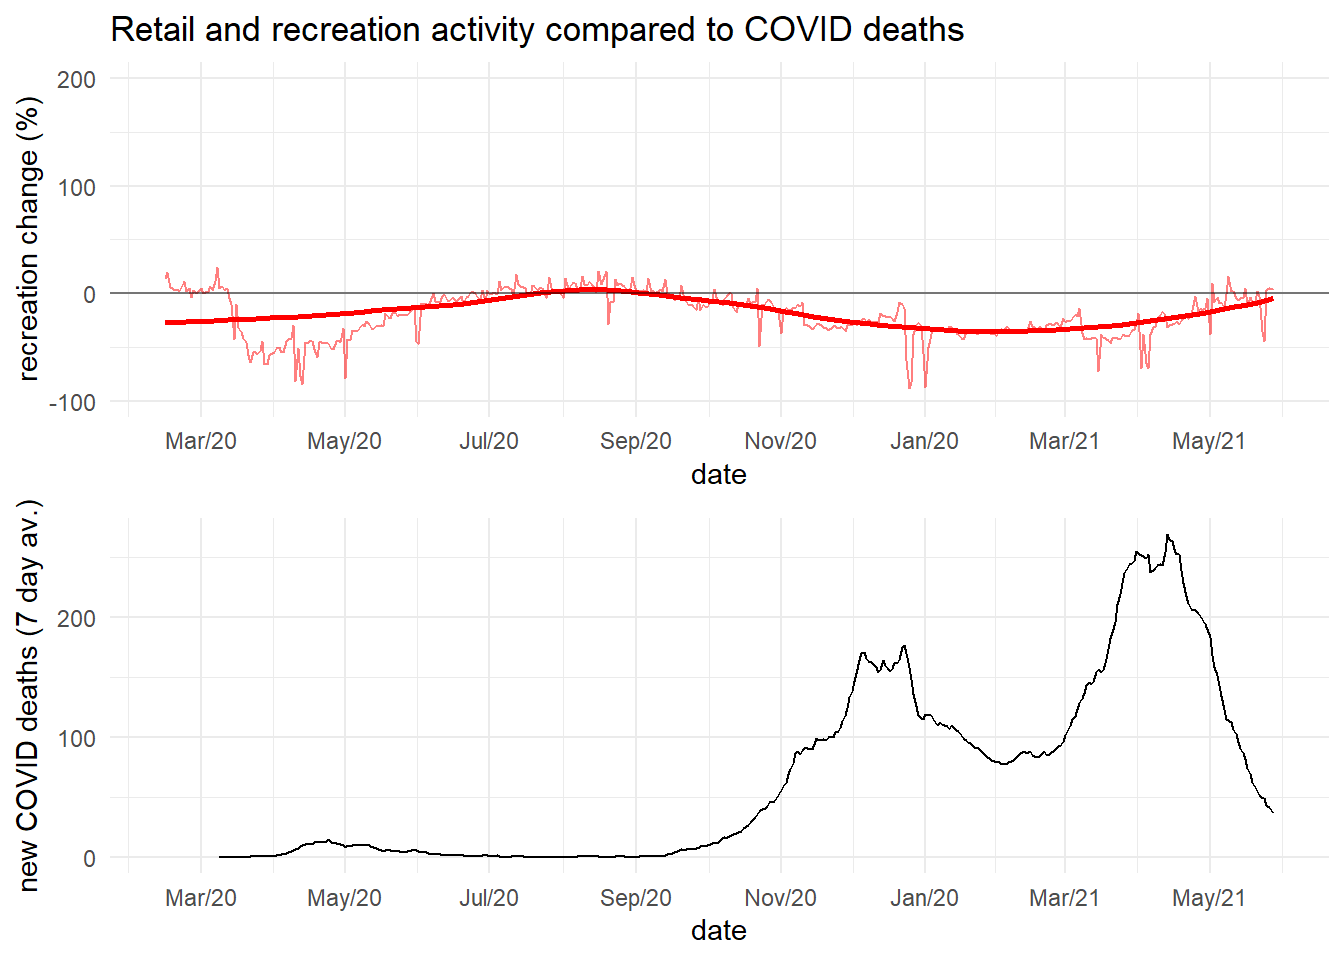 Retail and recreation activity compared to COVID deaths
recreation change (%)
200
100
0
-100
Mar/20 May/20 Jul/20 Sep/20 Nov/20 Jan/20 Mar/21 May/21
date
new COVID deaths (7 day av.)
200
100
0
Mar/20 May/20 Jul/20 Sep/20 Nov/20 Jan/20 Mar/21 May/21
date